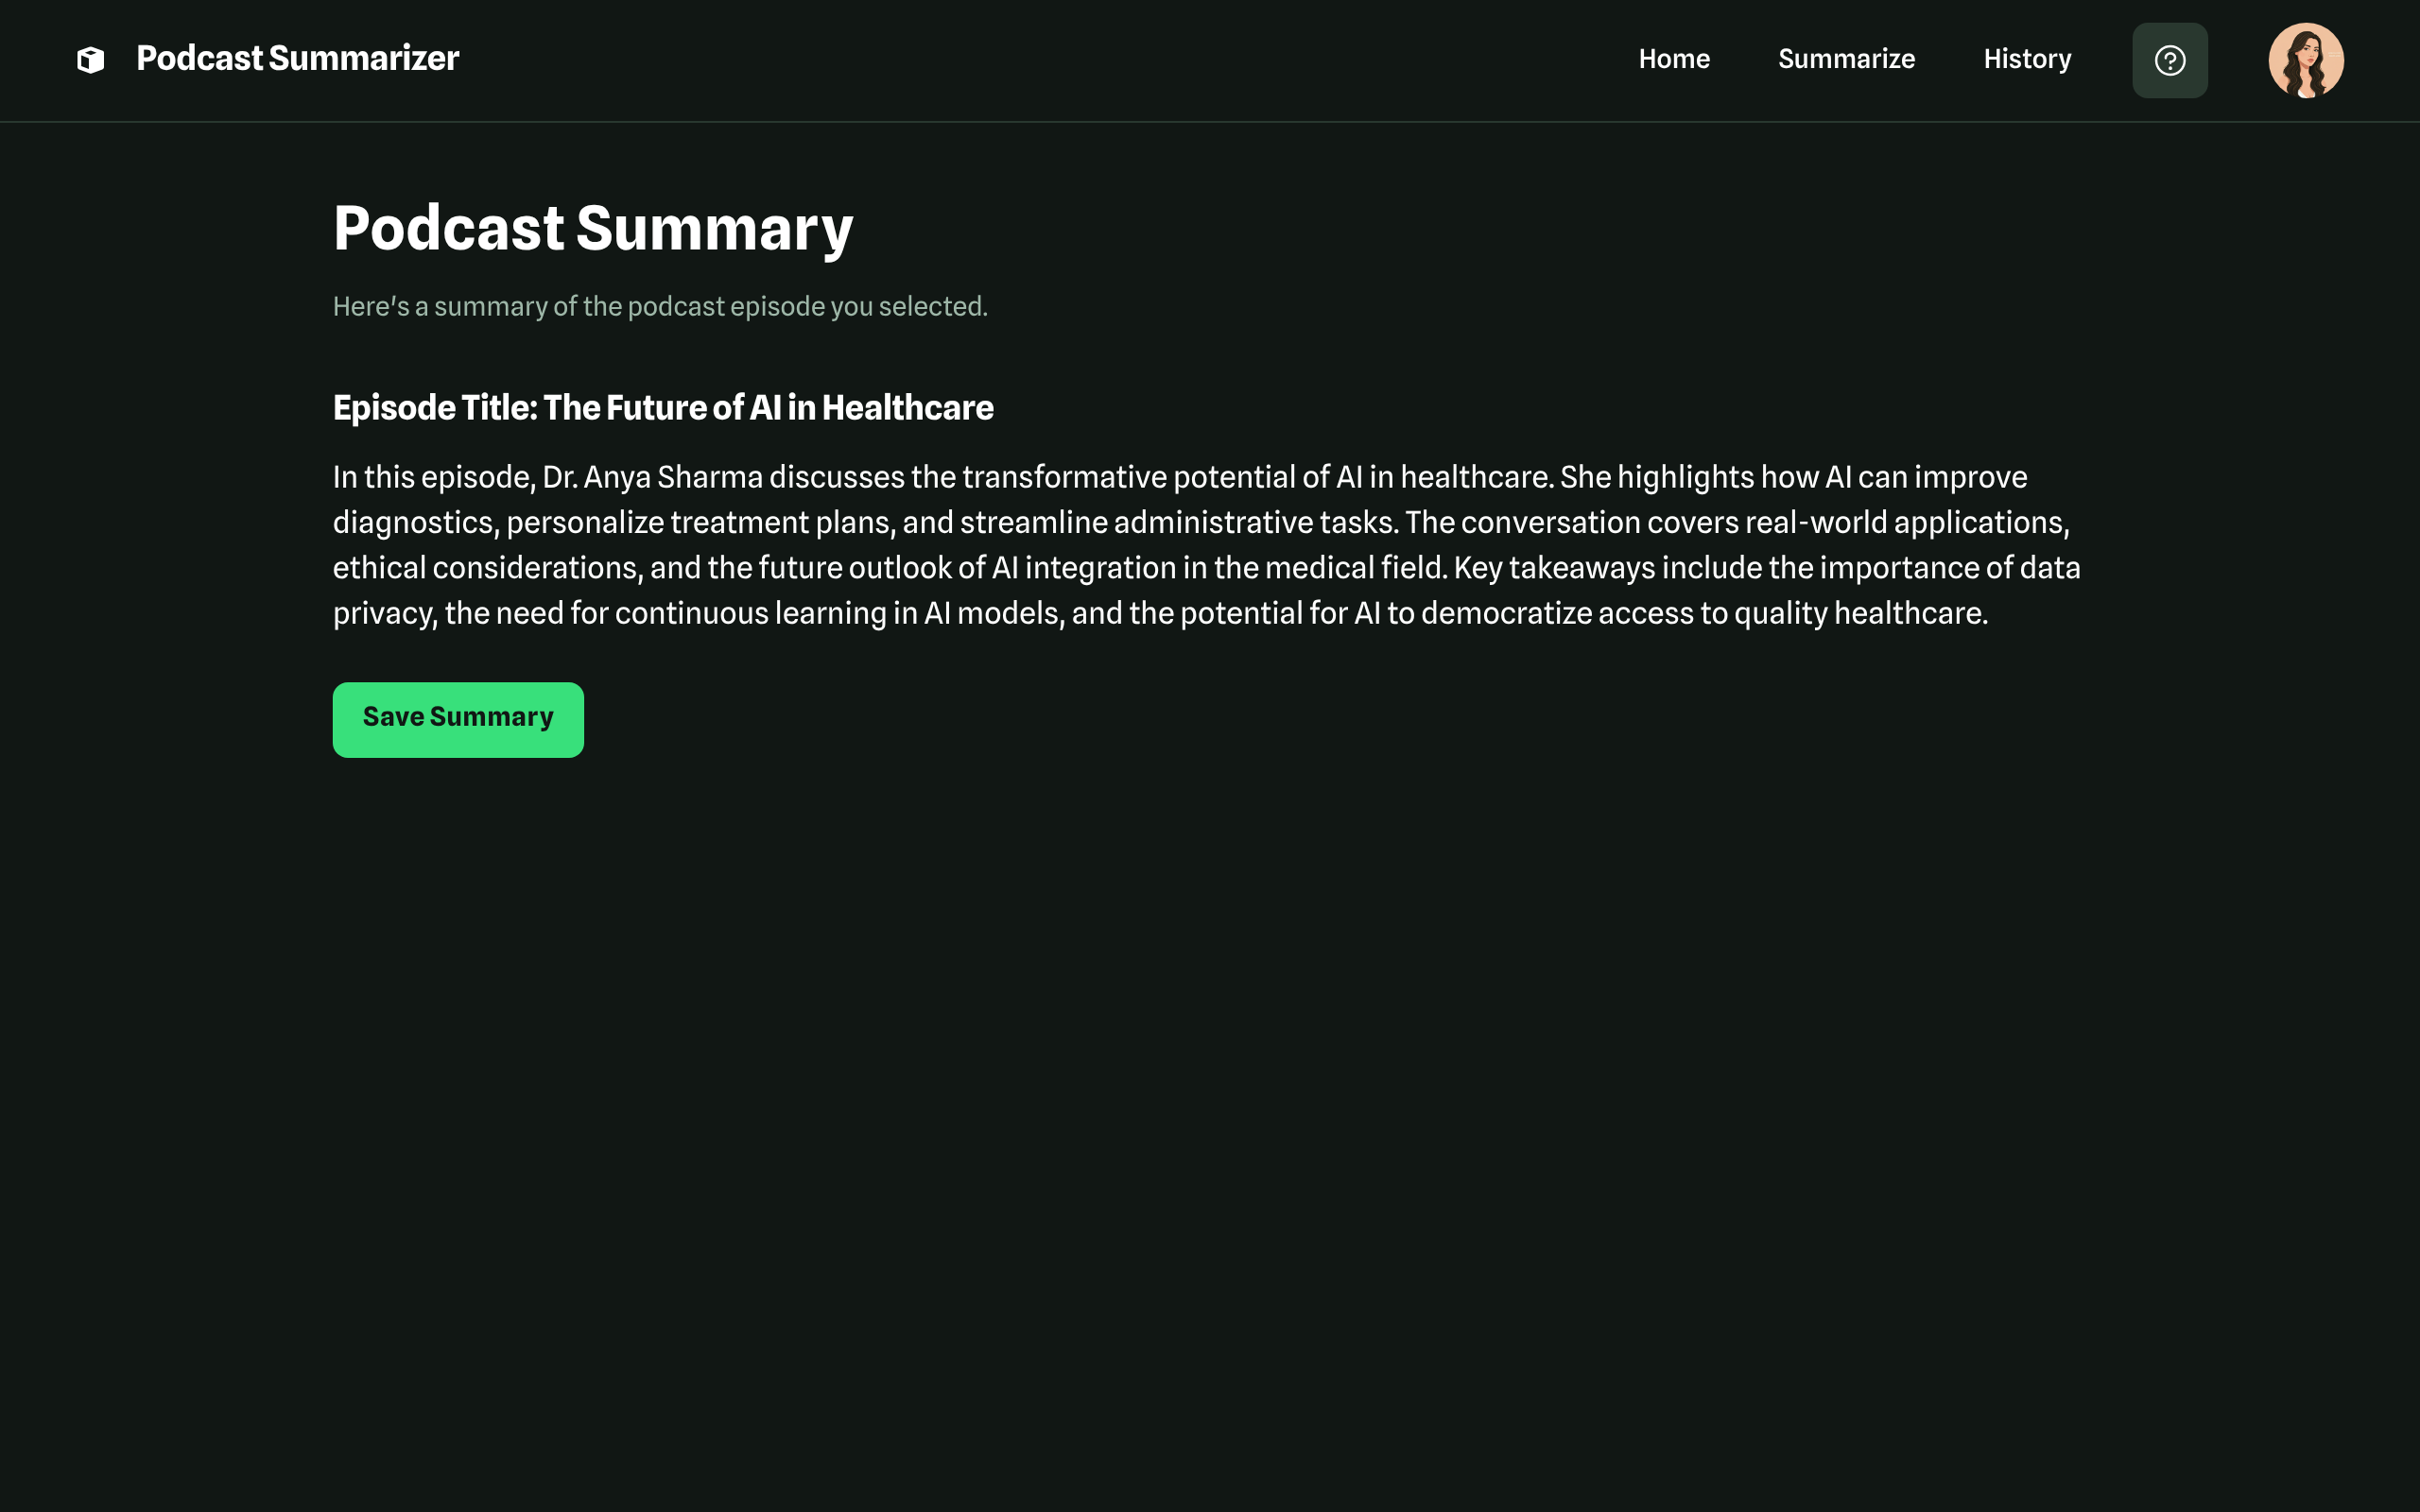 Podcast Summarizer
Home
Summarize
History
Podcast Summary
Here's a summary of the podcast episode you selected.
Episode Title: The Future of AI in Healthcare
In this episode, Dr. Anya Sharma discusses the transformative potential of AI in healthcare. She highlights how AI can improve
diagnostics, personalize treatment plans, and streamline administrative tasks. The conversation covers real-world applications,
ethical considerations, and the future outlook of AI integration in the medical field. Key takeaways include the importance of data
privacy, the need for continuous learning in AI models, and the potential for AI to democratize access to quality healthcare.
Save Summary